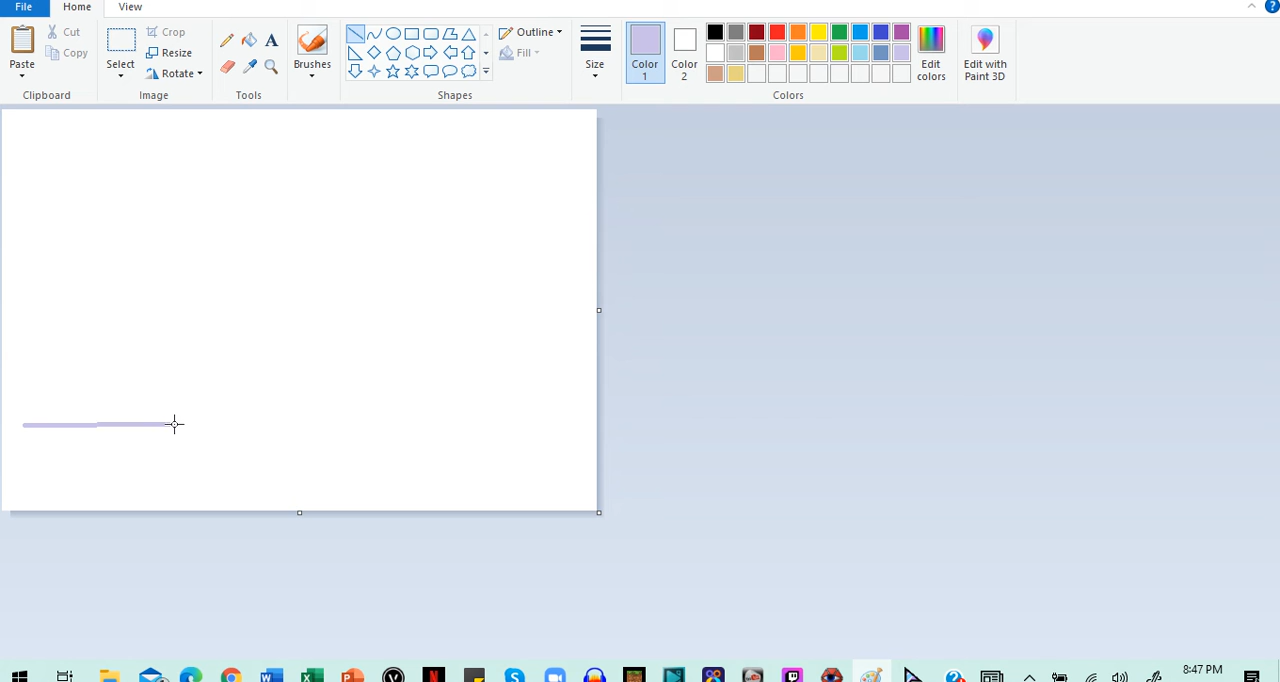 File Home View
Paste
Cut
Copy
Clipboard
Select
Crop
Resize
Rotate
Image
A
Tools
Brushes
Outline
Fill
Shapes
Size
Color
1
Color
2
Edit
colors
Colors
Edit with
Paint 3D
8:47 PM